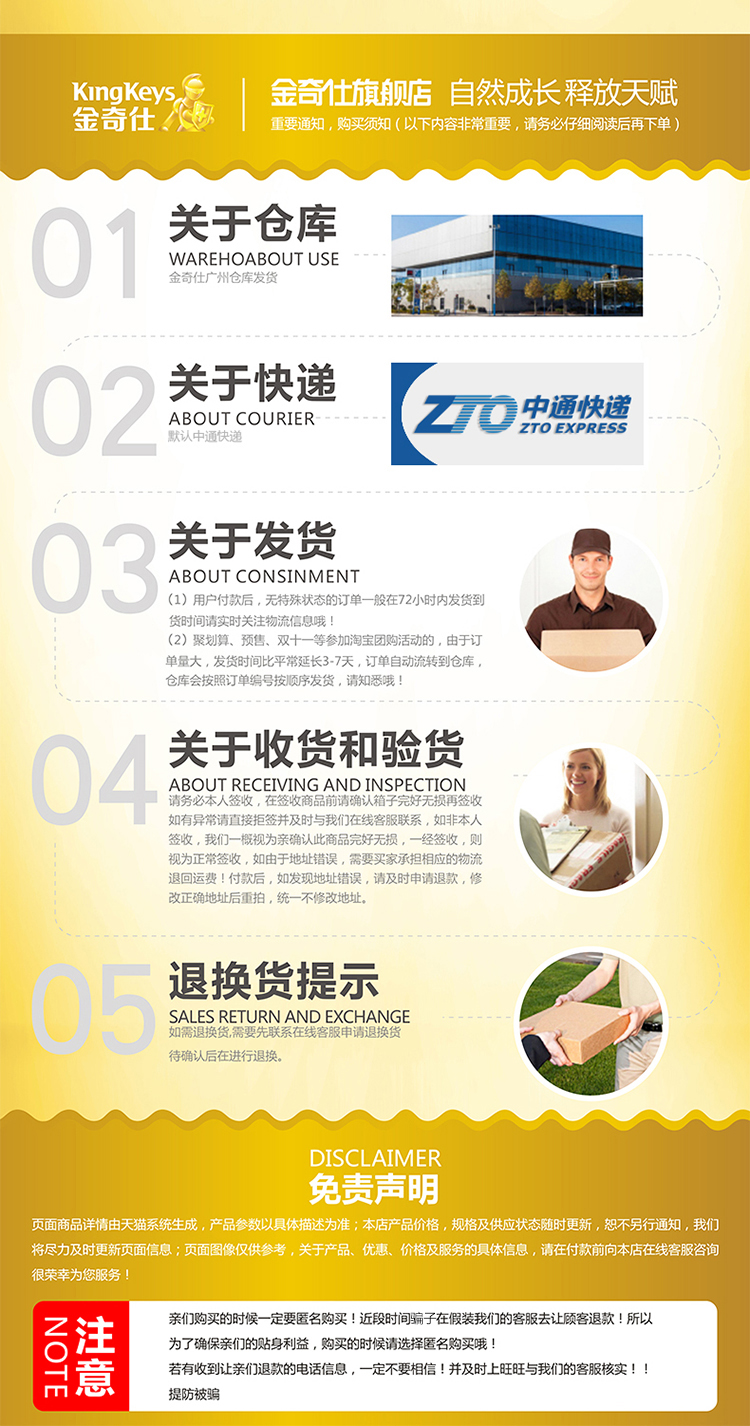 KingKeys
金奇仕
金奇仕旗舰店 自然成长 释放天赋
重要通知，购买须知（以下内容非常重要，请务必仔细阅读后再下单）
01
关于仓库
WAREHOABOUT USE
金奇仕广州仓库发货
02
关于快递
ABOUT COURIER
默认中通快递
ZTO 中通快递
ZTO EXPRESS
03
关于发货
ABOUT CONSINMENT
（1）用户付款后，无特殊状态的订单一般在72小时内发货到
货时间请实时关注物流信息哦！
（2）聚划算、预售、双十一等参加淘宝团购活动的，由于订
单量大，发货时间比平常延长3-7天，订单自动流转到仓库，
仓库会按照订单编号按顺序发货，请知悉哦！
04
关于收货和验货
ABOUT RECEIVING AND INSPECTION
请务必本人签收，在签收商品前请确认箱子完好无损再签收
如有异常请直接拒签并及时与我们在线客服联系，如非本人
签收，我们一概视为亲确认此商品完好无损，一经签收，则
视为正常签收，如由于地址错误，需要买家承担相应的物流
退回运费！付款后，如发现地址错误，请及时申请退款，修
改正确地址后重拍，统一不修改地址。
05
退换货提示
SALES RETURN AND EXCHANGE
如需退换货,需要先联系在线客服申请退换货
待确认后在进行退换。
DISCLAIMER
免责声明
页面商品详情由天猫系统生成，产品参数以具体描述为准；本店产品价格，规格及供应状态随时更新，恕不另行通知，我们
将尽力及时更新页面信息；页面图像仅供参考，关于产品、优惠、价格及服务的具体信息，请在付款前向本店在线客服咨询
很荣幸为您服务！
注意
NOTE
亲们购买的时候一定要匿名购买！近段时间骗子在假装我们的客服去让顾客退款！所以
为了确保亲们的贴身利益，购买的时候请选择匿名购买哦！
若有收到让亲们退款的电话信息，一定不要相信！并及时上旺旺与我们的客服核实！！
提防被骗